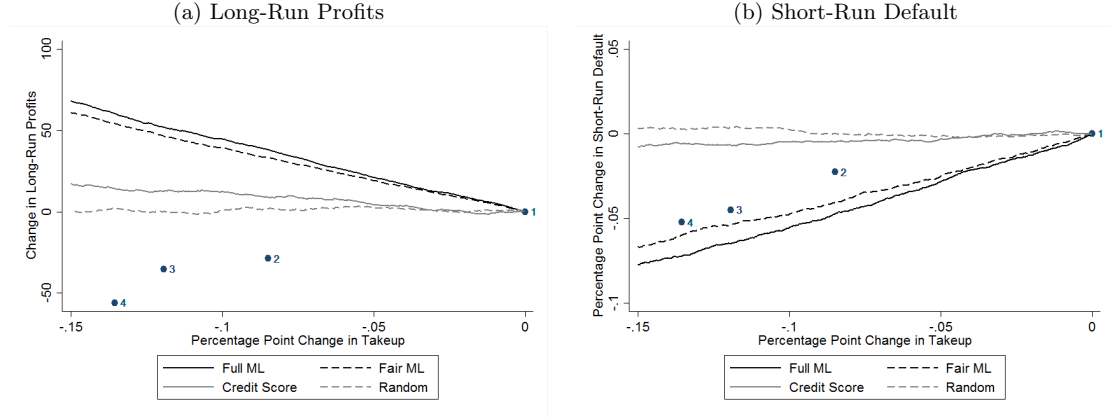 (a) Long-Run Profits
Change in Long-Run Profits
100
50
0
-50
1
2
3
4
-.15
-.1
-.05
0
Percentage Point Change in Takeup
Full ML
Fair ML
Credit Score
Random
(b) Short-Run Default
Percentage Point Change in Short-Run Default
.05
0
-.05
-.1
1
2
3
4
-.15
-.1
-.05
0
Percentage Point Change in Takeup
Full ML
Fair ML
Credit Score
Random